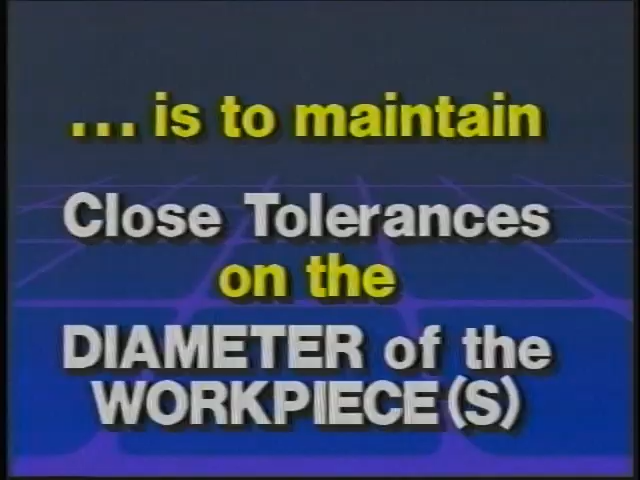 ... is to maintain
Close Tolerances
on the
DIAMETER of the
WORKPIECE(S)